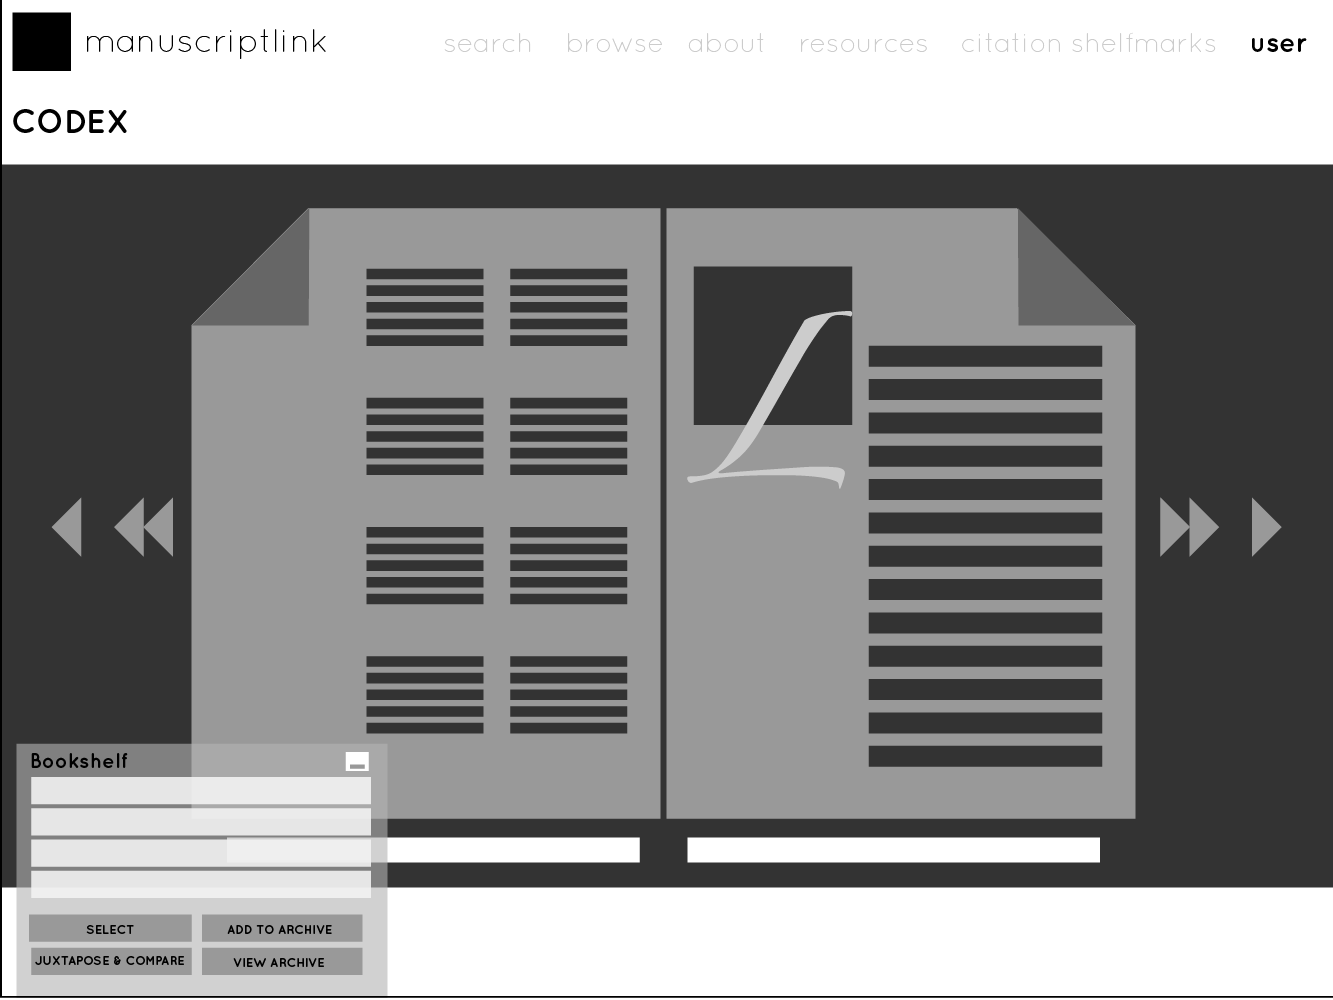 manuscriptlink
search browse about resources citation shelfmarks user
CODEX
L
Bookshelf
SELECT
ADD TO ARCHIVE
JUXTAPOSE & COMPARE
VIEW ARCHIVE